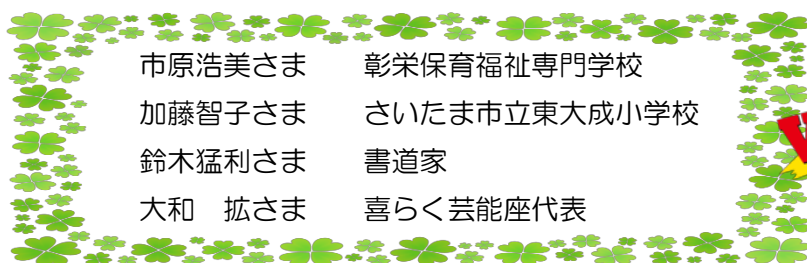 市原浩美さま　　彰栄保育福祉専門学校
加藤智子さま　　さいたま市立東大成小学校
鈴木猛利さま　　書道家
大和　拡さま　　喜らく芸能座代表